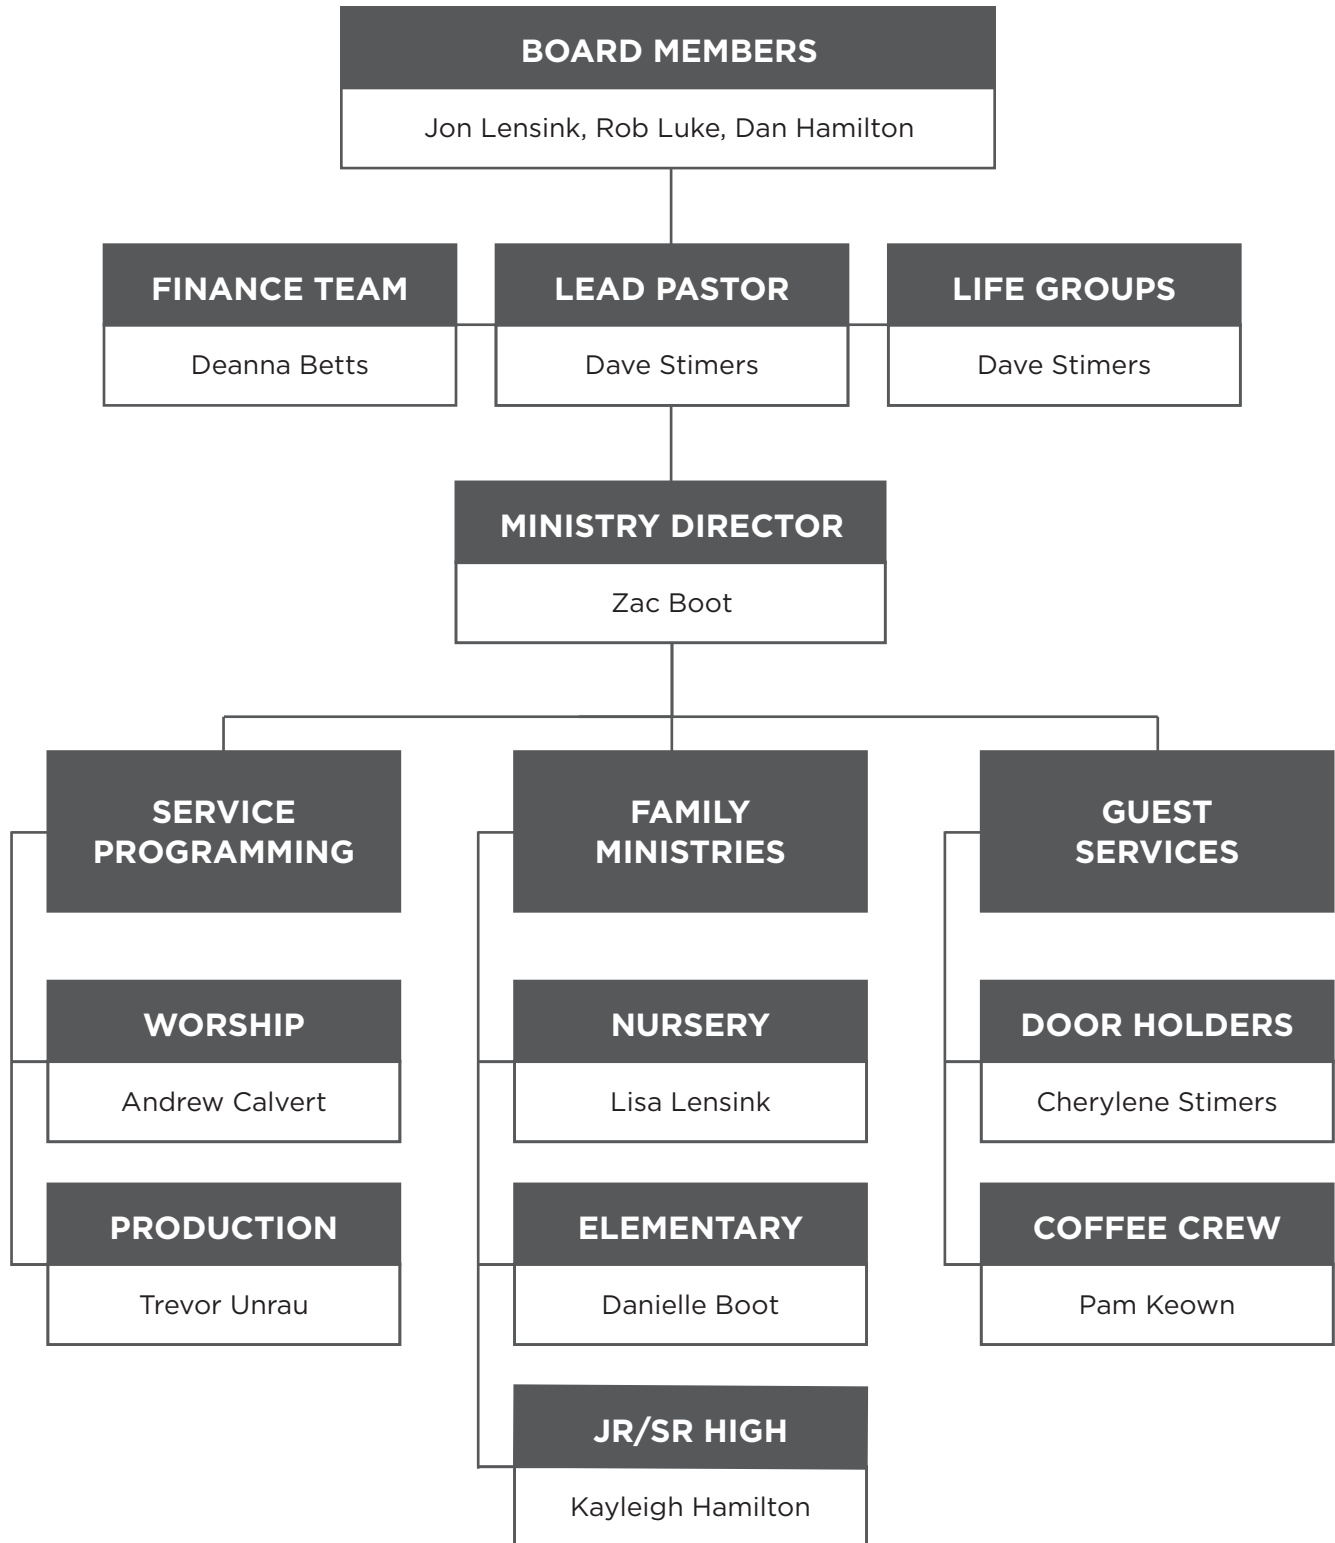 BOARD MEMBERS
Jon Lensink, Rob Luke, Dan Hamilton
FINANCE TEAM
Deanna Betts
LEAD PASTOR
Dave Stimers
LIFE GROUPS
Dave Stimers
MINISTRY DIRECTOR
Zac Boot
SERVICE
PROGRAMMING
WORSHIP
Andrew Calvert
PRODUCTION
Trevor Unrau
FAMILY
MINISTRIES
NURSERY
Lisa Lensink
ELEMENTARY
Danielle Boot
JR/SR HIGH
Kayleigh Hamilton
GUEST
SERVICES
DOOR HOLDERS
Cherylene Stimers
COFFEE CREW
Pam Keown